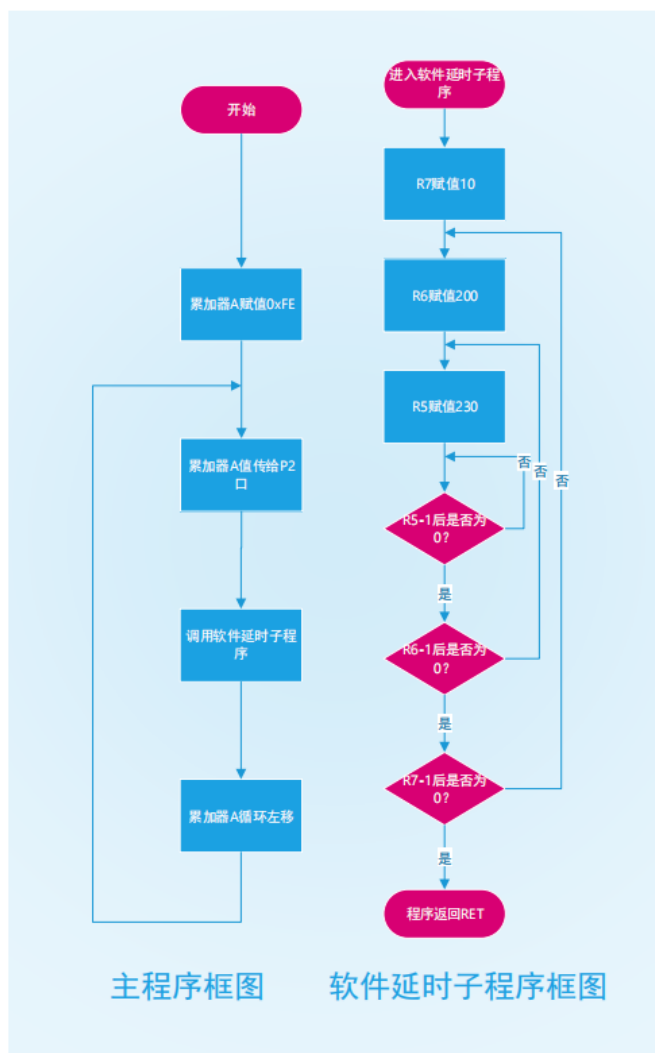 开始
累加器A赋值0xFE
累加器A值传给P2
口
调用软件延时子程
序
累加器A循环左移
主程序框图
进入软件延时子程
序
R7赋值10
R6赋值200
R5赋值230
R5-1后是否为
0？
否
是
R6-1后是否为
0？
否
是
R7-1后是否为
0？
否
是
程序返回RET
软件延时子程序框图